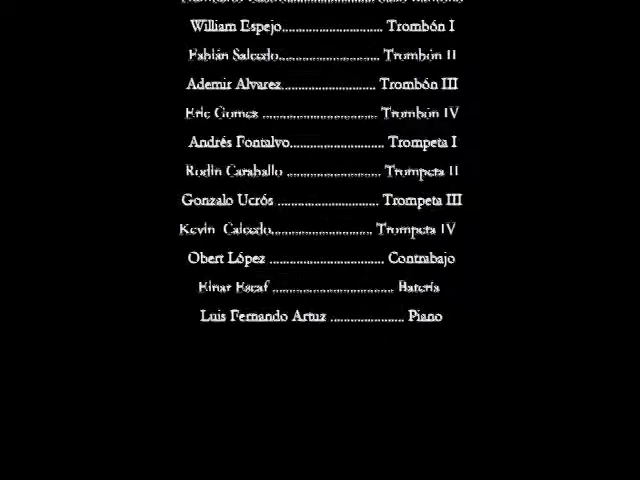 William Espejo.............................. Trombón I
Fabián Salcedo.............................. Trombón II
Ademir Alvarez............................ Trombón III
Eric Gomez .................................. Trombón IV
Andrés Fontalvo............................ Trompeta I
Rodin Caraballo ............................ Trompeta II
Gonzalo Ucrós .............................. Trompeta III
Kevin Caicedo.............................. Trompeta IV
Obert López .................................. Contrabajo
Einar Escaf .................................... Batería
Luis Fernando Artuz ...................... Piano